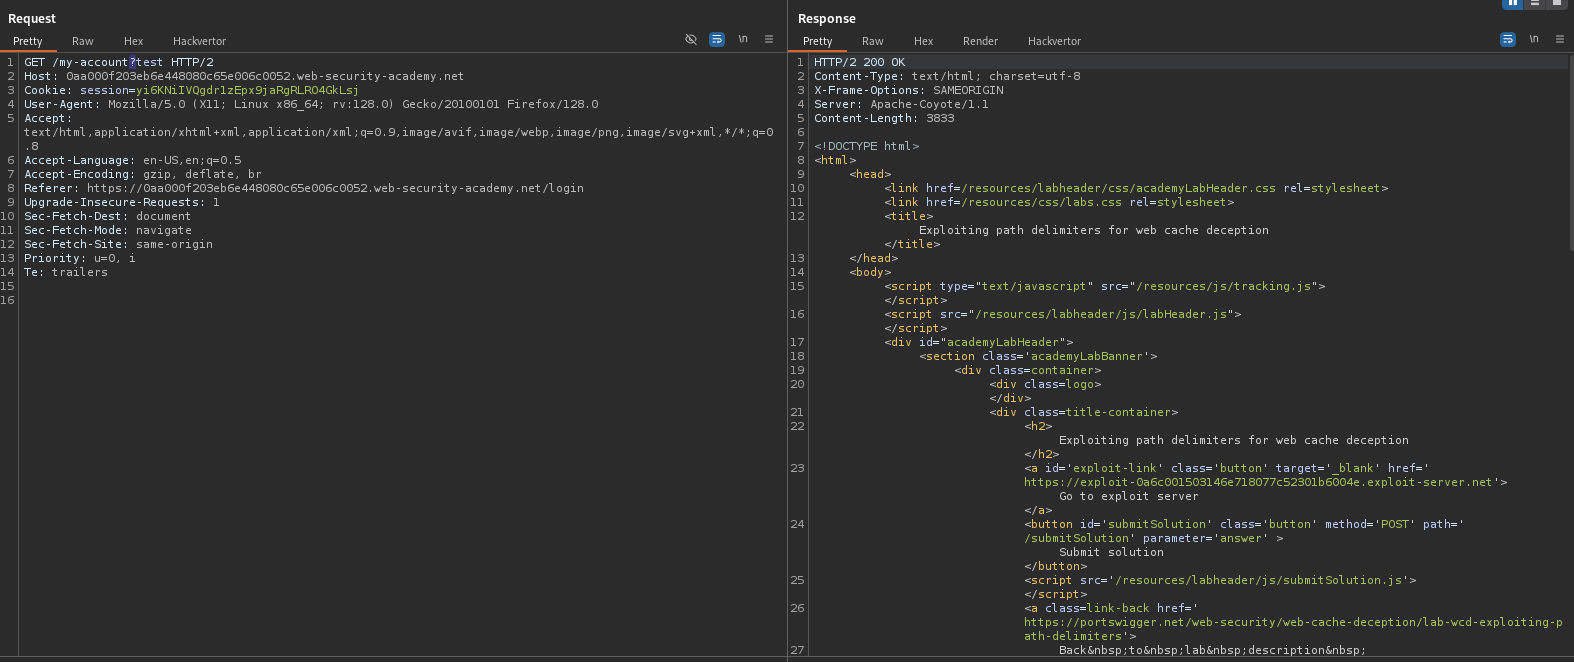 Request
Pretty Raw Hex Hackvertor \n
1 GET /my-account?test HTTP/2
2 Host: 0aa000f203eb6e448080c65e006c0052.web-security-academy.net
3 Cookie: session=yi6KNiIVQgdr1zEpx9jaRgRLRO4GkLsj
4 User-Agent: Mozilla/5.0 (X11; Linux x86_64; rv:128.0) Gecko/20100101 Firefox/128.0
5 Accept:
text/html,application/xhtml+xml,application/xml;q=0.9,image/avif,image/webp,image/png,image/svg+xml,*/*;q=0
.8
6 Accept-Language: en-US,en;q=0.5
7 Accept-Encoding: gzip, deflate, br
8 Referer: https://0aa000f203eb6e448080c65e006c0052.web-security-academy.net/login
9 Upgrade-Insecure-Requests: 1
10 Sec-Fetch-Dest: document
11 Sec-Fetch-Mode: navigate
12 Sec-Fetch-Site: same-origin
13 Priority: u=0, i
14 Te: trailers
15
16
Response
Pretty Raw Hex Render Hackvertor \n
1 HTTP/2 200 OK
2 Content-Type: text/html; charset=utf-8
3 X-Frame-Options: SAMEORIGIN
4 Server: Apache-Coyote/1.1
5 Content-Length: 3833
6
7 <!DOCTYPE html>
8 <html>
9 <head>
10 <link href=/resources/labheader/css/academyLabHeader.css rel=stylesheet>
11 <link href=/resources/css/labs.css rel=stylesheet>
12 <title>
Exploiting path delimiters for web cache deception
</title>
13 </head>
14 <body>
15 <script type="text/javascript" src="/resources/js/tracking.js">
</script>
16 <script src="/resources/labheader/js/labHeader.js">
</script>
17 <div id="academyLabHeader">
18 <section class='academyLabBanner'>
19 <div class=container>
20 <div class=logo>
</div>
21 <div class=title-container>
22 <h2>
Exploiting path delimiters for web cache deception
</h2>
23 <a id='exploit-link' class='button' target='_blank' href='
https://exploit-0a6c001503146e718077c52301b6004e.exploit-server.net'>
Go to exploit server
</a>
24 <button id='submitSolution' class='button' method='POST' path='
/submitSolution' parameter='answer' >
Submit solution
</button>
25 <script src='/resources/labheader/js/submitSolution.js'>
</script>
26 <a class=link-back href='
https://portswigger.net/web-security/web-cache-deception/lab-wcd-exploiting-p
ath-delimiters'>
27 Back&nbsp;to&nbsp;lab&nbsp;description&nbsp;